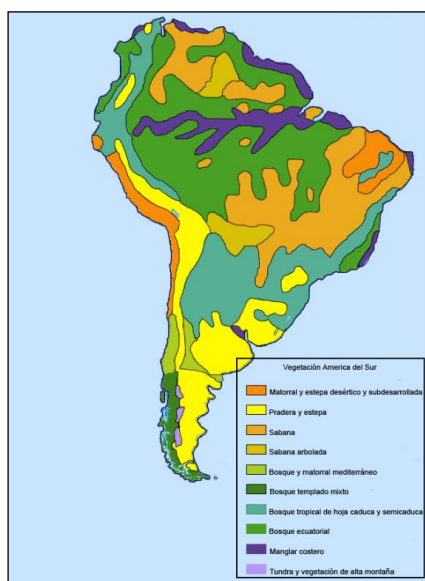 Vegetación America del Sur
Matorral y estepa desértico y subdesarrollada
Pradera y estepa
Sabana
Sabana arbolada
Bosque y matorral mediterráneo
Bosque templado mixto
Bosque tropical de hoja caduca y semicaduca
Bosque ecuatorial
Manglar costero
Tundra y vegetación de alta montaña